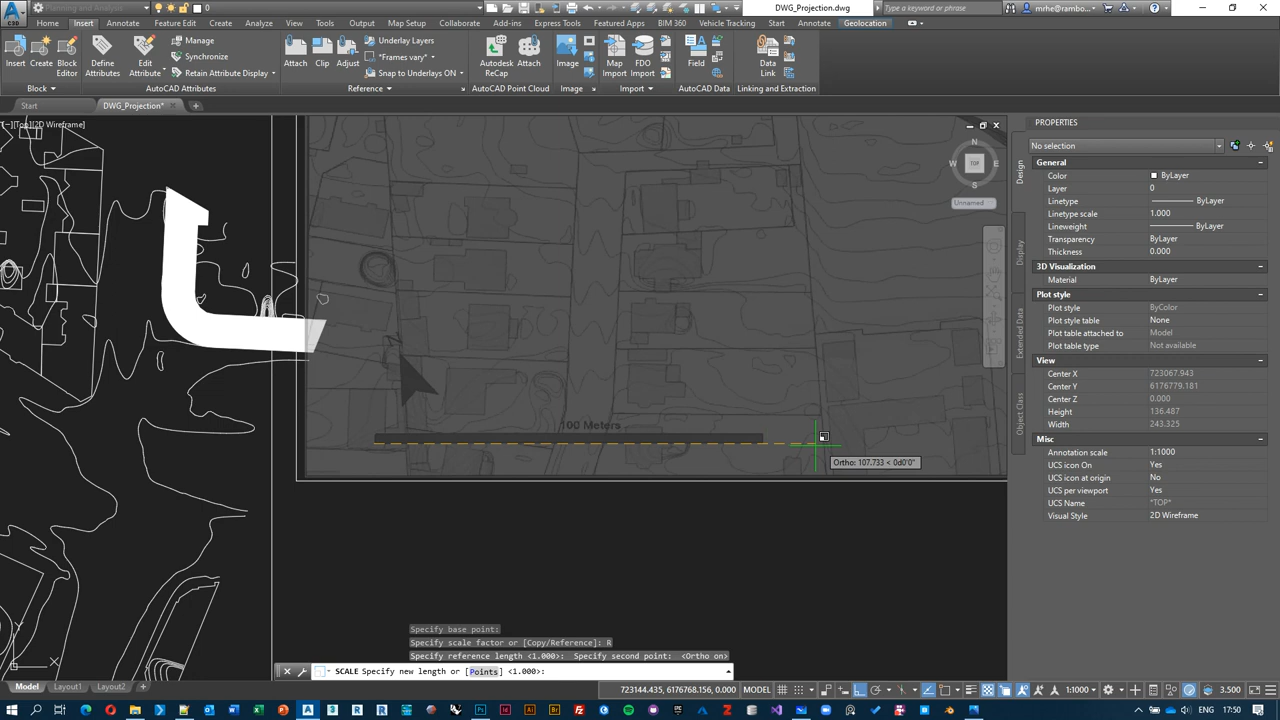 A
C3D
0
DWG_Projection.dwg
Type a keyword or phrase
mrhe@rambo...
Home
Insert
Annotate
Feature Edit
Create
Analyze
View
Tools
Output
Map Setup
Collaborate
Add-ins
Express Tools
Featured Apps
BIM 360
Vehicle Tracking
Start
Annotate
Geolocation
Insert
Create
Block
Editor
Block
Define
Attributes
Edit
Attribute
Manage
Synchronize
Retain Attribute Display
AutoCAD Attributes
Attach
Clip
Adjust
Underlay Layers
*Frames vary*
Snap to Underlays ON
Reference
Autodesk
ReCap
Attach
AutoCAD Point Cloud
Image
Image
Map
Import
FDO
Import
Import
Field
AutoCAD Data
Data
Link
Linking and Extraction
Start
DWG_Projection*
[−][Top][2D Wireframe]
N
W
TOP
E
S
Unnamed
100 Meters
Ortho: 107.733 < 0d0'0"
PROPERTIES
No selection
Design
Display
Extended Data
Object Class
General
Color ByLayer
Layer 0
Linetype ByLayer
Linetype scale 1.000
Lineweight ByLayer
Transparency ByLayer
Thickness 0.000
3D Visualization
Material ByLayer
Plot style
Plot style ByColor
Plot style table None
Plot table attached to Model
Plot table type Not available
View
Center X 723067.943
Center Y 6176779.181
Center Z 0.000
Height 136.487
Width 243.325
Misc
Annotation scale 1:1000
UCS icon On Yes
UCS icon at origin No
UCS per viewport Yes
UCS Name *TOP*
Visual Style 2D Wireframe
Y
X
Specify base point:
Specify scale factor or [Copy/Reference]: R
Specify reference length <1.000>: Specify second point: <Ortho on>
SCALE Specify new length or [Points] <1.000>:
Model
Layout1
Layout2
723144.435, 6176768.156, 0.000
MODEL
1:1000
3.500
ENG
17:50